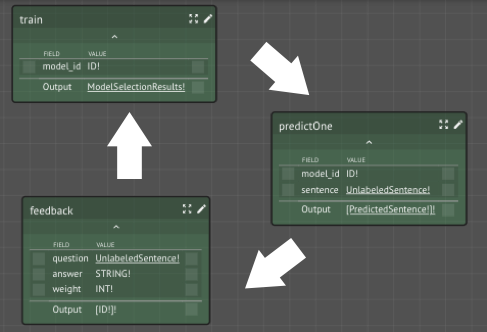 train
FIELD VALUE
model_id ID!
Output ModelSelectionResults!
predictOne
FIELD VALUE
model_id ID!
sentence UnlabeledSentence!
Output [PredictedSentence!]!
feedback
FIELD VALUE
question UnlabeledSentence!
answer STRING!
weight INT!
Output [ID!]!